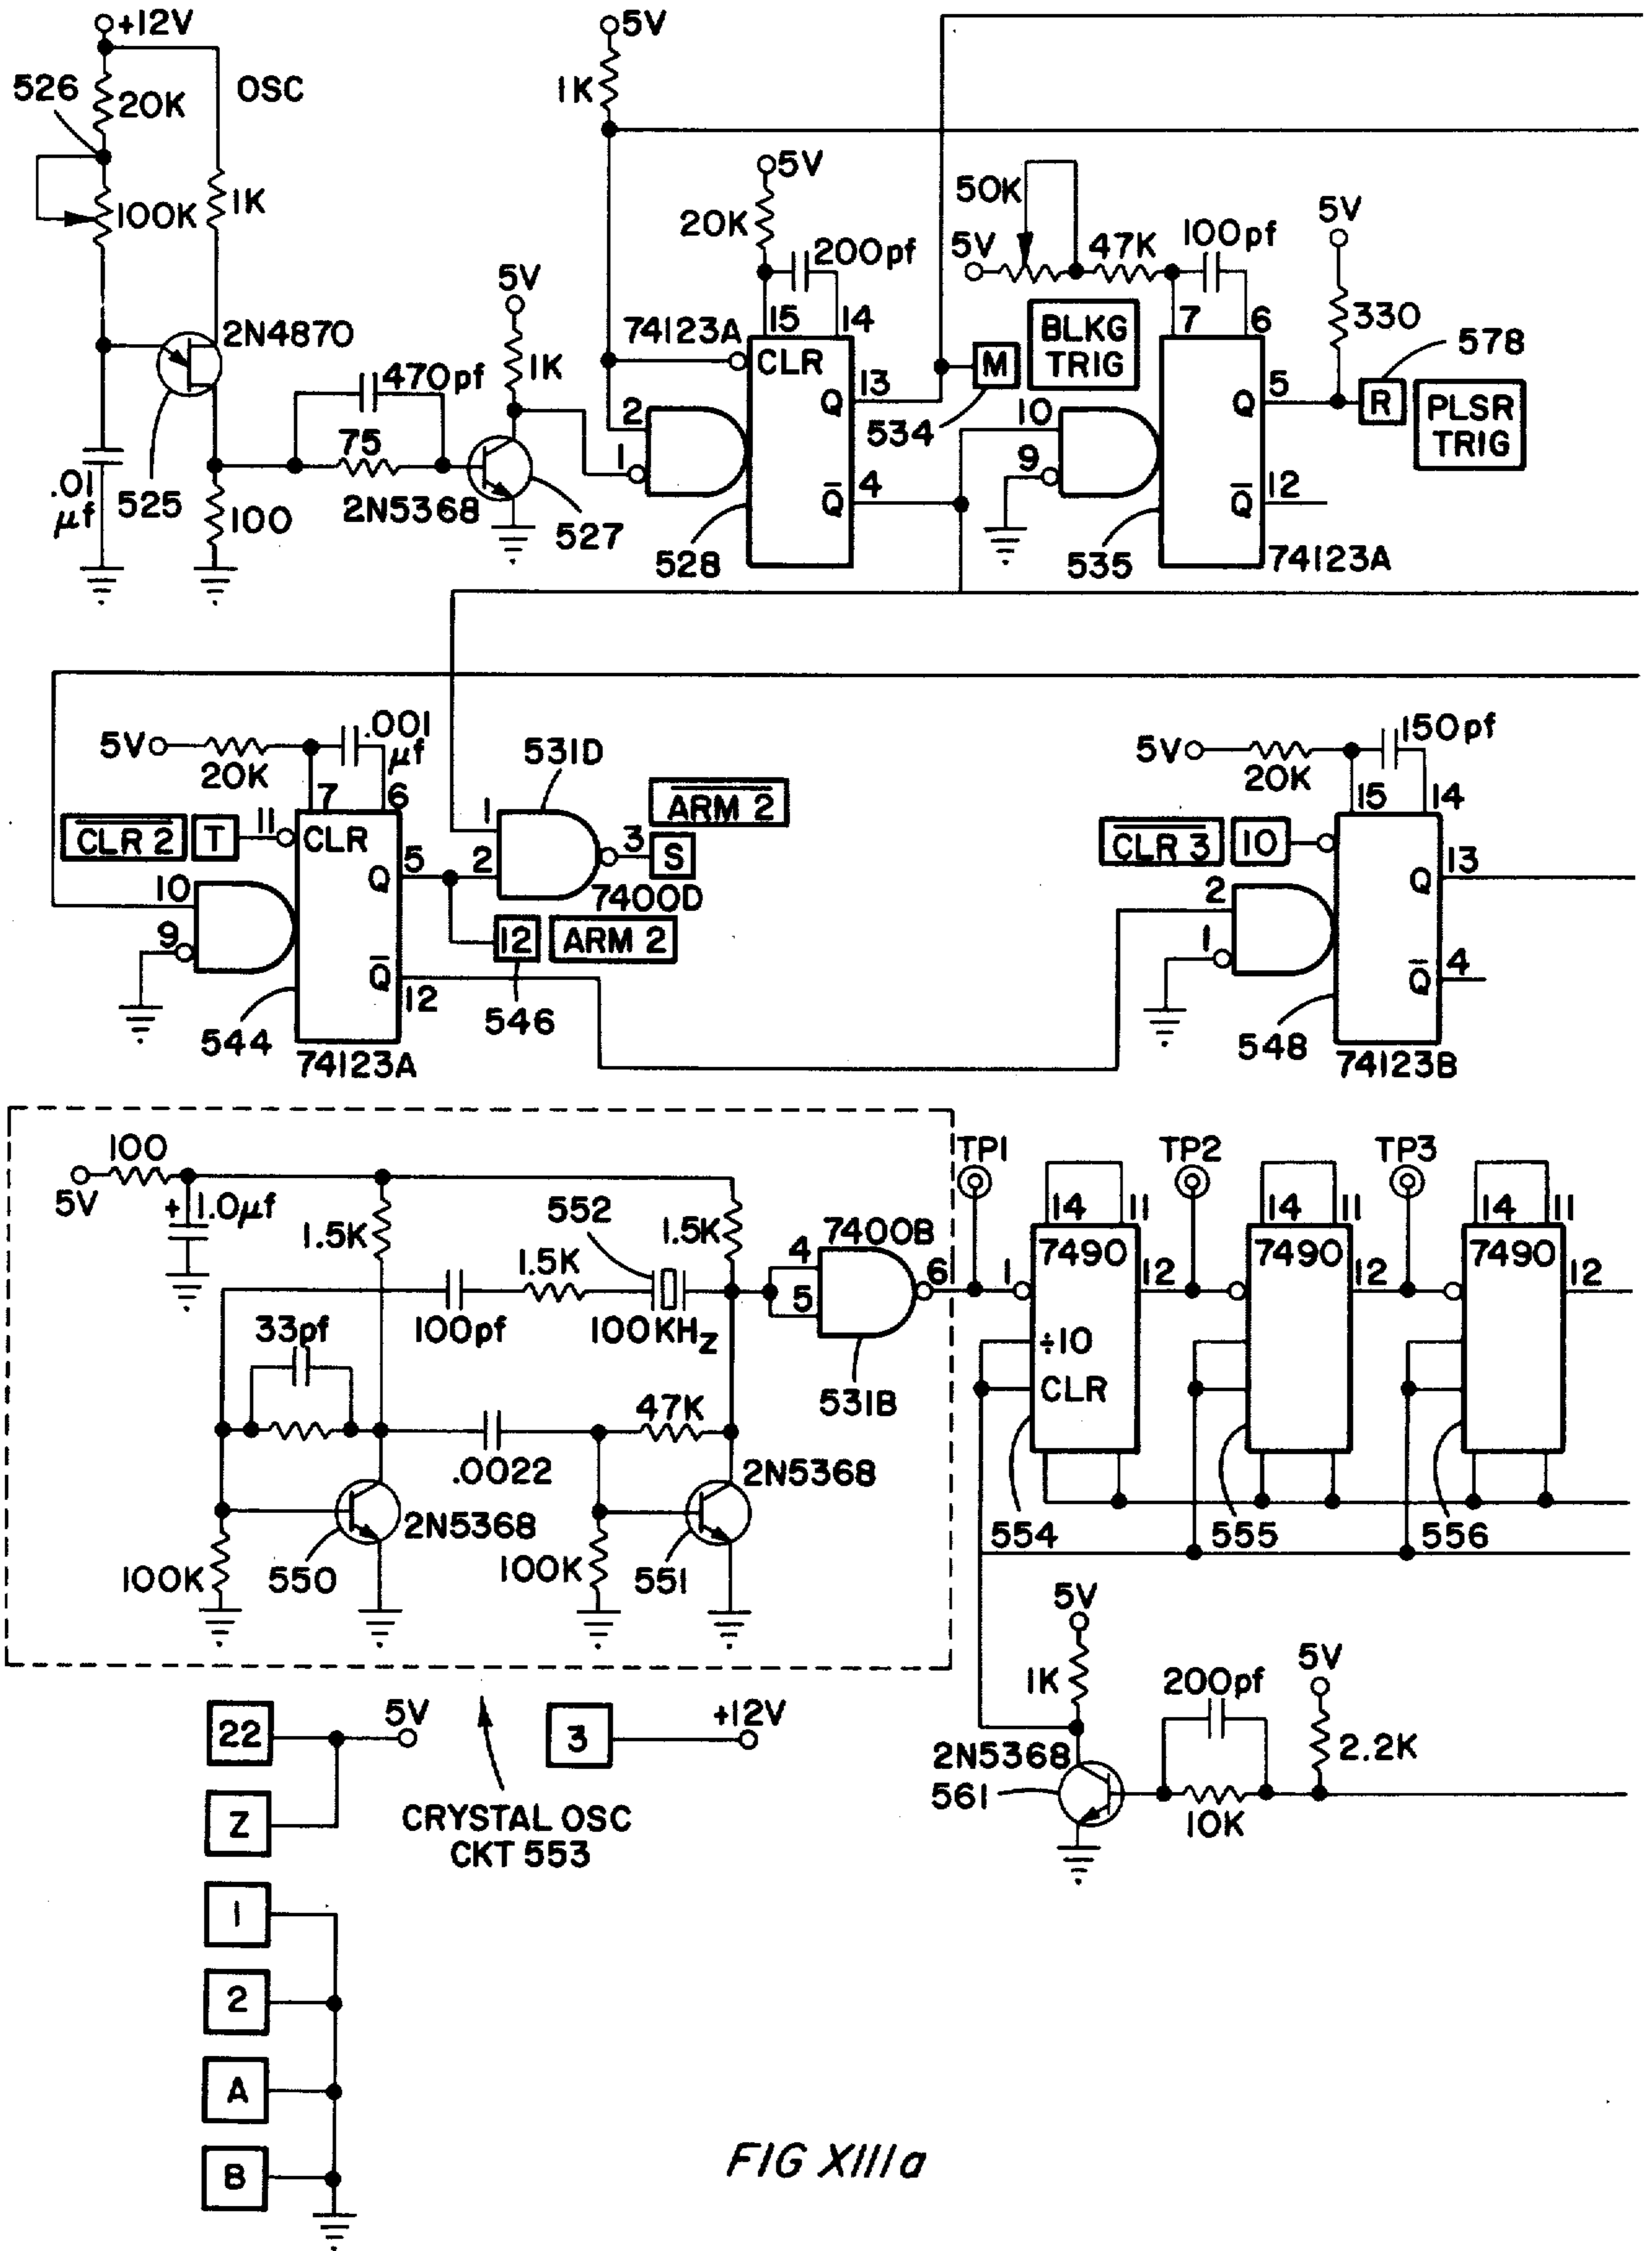 +12V
5V
526
20K
OSC
1K
5V
100K
1K
20K
200pf
50K
5V
47K
100pf
5V
5V
330
2N4870
74123A
15
14
7
6
BLKG
TRIG
578
470pf
1K
CLR
13
M
5
R
PLSR
TRIG
75
2
Q
534
10
Q
.01
μf
525
100
2N5368
527
1
Q̅
4
9
Q̅
12
528
535
74123A
5V
20K
.001
μf
531D
5V
20K
150pf
7
6
1
A̅R̅M̅ ̅2̅
15
14
C̅L̅R̅ ̅2̅
T
11
CLR
3
S
C̅L̅R̅ ̅3̅
10
13
10
Q
5
2
7400D
2
Q
9
12
ARM 2
1
Q̅
12
546
Q̅
4
544
74123A
548
74123B
5V
100
TP1
TP2
TP3
+
1.0μf
1.5K
552
1.5K
7400B
14
11
14
11
14
11
1.5K
4
5
6
1
7490
12
7490
12
7490
12
33pf
100pf
100KHz
÷10
531B
CLR
47K
.0022
2N5368
2N5368
554
555
556
100K
550
100K
551
5V
1K
200pf
5V
22
5V
3
+12V
2N5368
2.2K
Z
561
10K
CRYSTAL OSC
CKT 553
1
2
A
B
FIG XIIIa